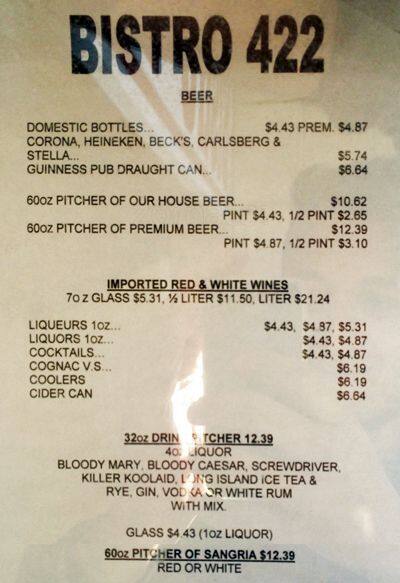 BISTRO 422
BEER
DOMESTIC BOTTLES... $4.43 PREM. $4.87
CORONA, HEINEKEN, BECK'S, CARLSBERG &
STELLA... $5.74
GUINNESS PUB DRAUGHT CAN... $6.64
60oz PITCHER OF OUR HOUSE BEER... $10.62
PINT $4.43, 1/2 PINT $2.65
60oz PITCHER OF PREMIUM BEER... $12.39
PINT $4.87, 1/2 PINT $3.10
IMPORTED RED & WHITE WINES
7o z GLASS $5.31, ½ LITER $11.50, LITER $21.24
LIQUEURS 1oz... $4.43, $4.87, $5.31
LIQUORS 1oz... $4.43, $4.87
COCKTAILS... $4.43, $4.87
COGNAC V.S... $6.19
COOLERS $6.19
CIDER CAN $6.64
32oz DRINK PITCHER 12.39
4oz LIQUOR
BLOODY MARY, BLOODY CAESAR, SCREWDRIVER,
KILLER KOOLAID, LONG ISLAND ICE TEA &
RYE, GIN, VODKA OR WHITE RUM
WITH MIX.
GLASS $4.43 (1oz LIQUOR)
60oz PITCHER OF SANGRIA $12.39
RED OR WHITE